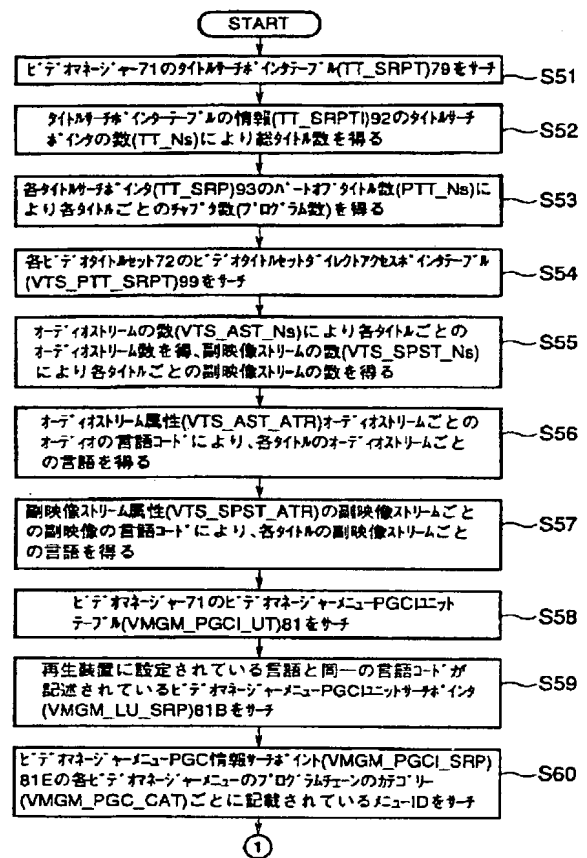 START
ビデオマネージャー71のタイトルサーチポインタテーブル(TT_SRPT)79をサーチ
S51
タイトルサーチポインターテーブルの情報(TT_SRPTI)92のタイトルサーチ
ポインタの数(TT_Ns)により総タイトル数を得る
S52
各タイトルサーチポインタ(TT_SRP)93のパートオブタイトル数(PTT_Ns)に
より各タイトルごとのチャプタ数(プログラム数)を得る
S53
各ビデオタイトルセット72のビデオタイトルセットダイレクトアクセスポインタテーブル
(VTS_PTT_SRPT)99をサーチ
S54
オーディオストリームの数(VTS_AST_Ns)により各タイトルごとの
オーディオストリーム数を得、副映像ストリームの数(VTS_SPST_Ns)
により各タイトルごとの副映像ストリームの数を得る
S55
オーディオストリーム属性(VTS_AST_ATR)オーディオストリームごとの
オーディオの言語コードにより、各タイトルのオーディオストリームごと
の言語を得る
S56
副映像ストリーム属性(VTS_SPST_ATR)の副映像ストリームごと
の副映像の言語コードにより、各タイトルの副映像ストリームごと
の言語を得る
S57
ビデオマネージャー71のビデオマネージャーメニューPGCIユニット
テーブル(VMGM_PGCI_UT)81をサーチ
S58
再生装置に設定されている言語と同一の言語コードが
記述されているビデオマネージャーメニューPGCIユニットサーチポインタ
(VMGM_LU_SRP)81Bをサーチ
S59
ビデオマネージャーメニューPGC情報サーチポイント(VMGM_PGCI_SRP)
81Eの各ビデオマネージャーメニューのプログラムチェーンのカテゴリー
(VMGM_PGC_CAT)ごとに記載されているメニューIDをサーチ
S60
1